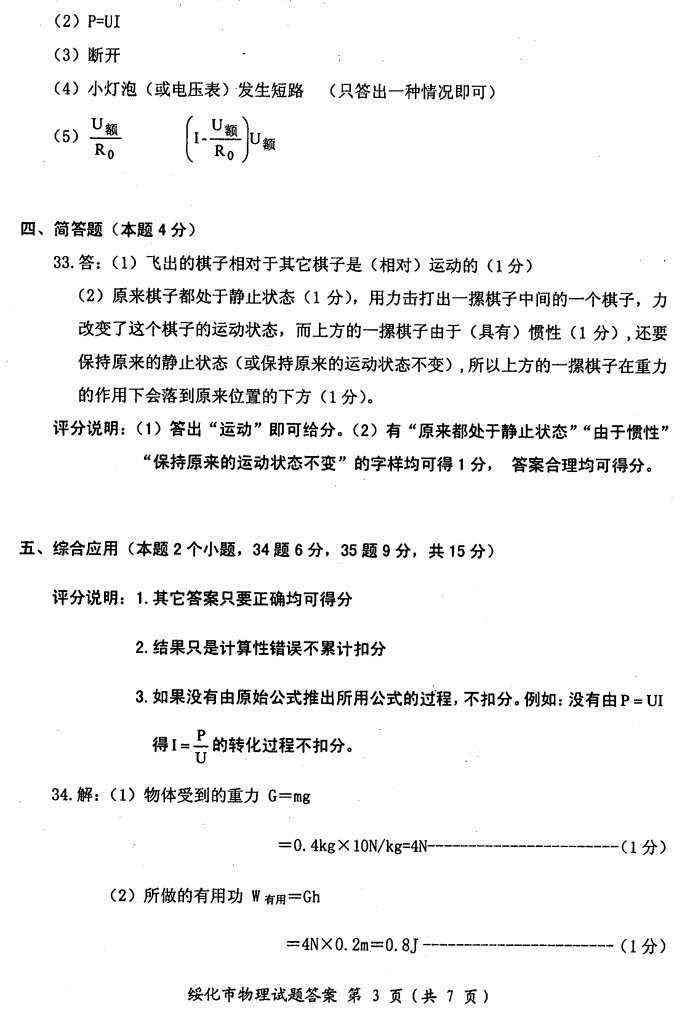 (2) P=UI
(3) 断开
(4) 小灯泡（或电压表）发生短路 （只答出一种情况即可）
(5) U额/R₀ (I-U额/R₀)U额
四、简答题（本题4分）
33.答：（1）飞出的棋子相对于其它棋子是（相对）运动的（1分）
（2）原来棋子都处于静止状态（1分），用力击打出一摞棋子中间的一个棋子，力
改变了这个棋子的运动状态，而上方的一摞棋子由于（具有）惯性（1分），还要
保持原来的静止状态（或保持原来的运动状态不变），所以上方的一摞棋子在重力
的作用下会落到原来位置的下方（1分）。
评分说明：（1）答出“运动”即可给分。（2）有“原来都处于静止状态”“由于惯性”
“保持原来的运动状态不变”的字样均可得1分， 答案合理均可得分。
五、综合应用（本题2个小题，34题6分，35题9分，共15分）
评分说明：1.其它答案只要正确均可得分
2.结果只是计算性错误不累计扣分
3.如果没有由原始公式推出所用公式的过程，不扣分。例如：没有由P=UI
得I=P/U的转化过程不扣分。
34.解：（1）物体受到的重力 G＝mg
＝0.4kg×10N/kg=4N------------------------（1分）
（2）所做的有用功 W有用＝Gh
＝4N×0.2m＝0.8J------------------------（1分）
绥化市物理试题答案 第 3 页（共 7 页）